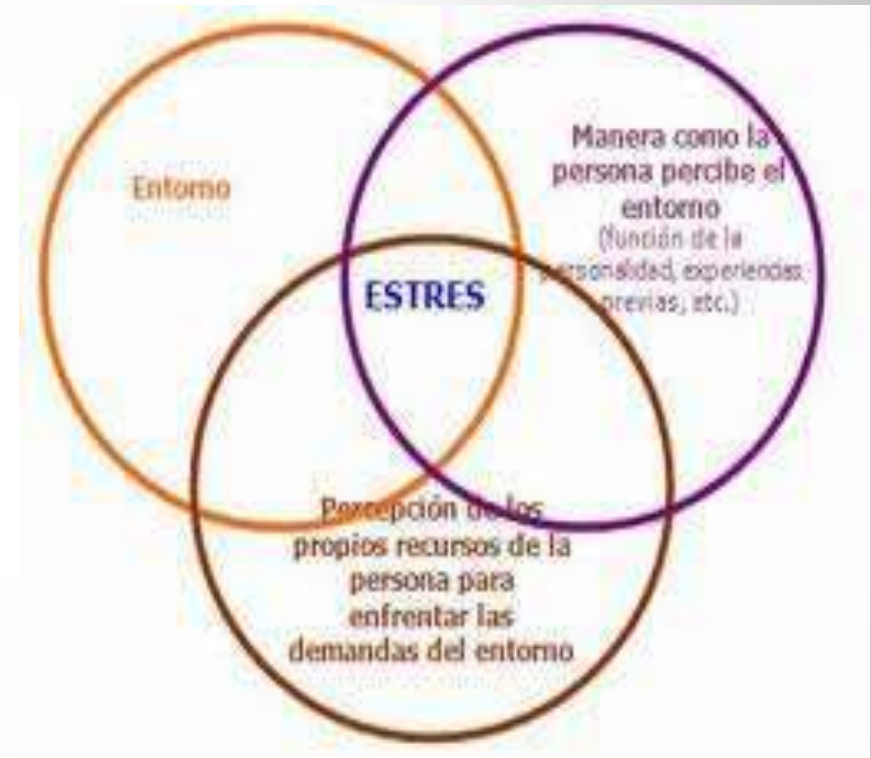 Entorno
Manera como la
persona percibe el
entorno
(función de la
personalidad, experiencias
previas, etc.)
ESTRES
Percepción de los
propios recursos de la
persona para
enfrentar las
demandas del entorno